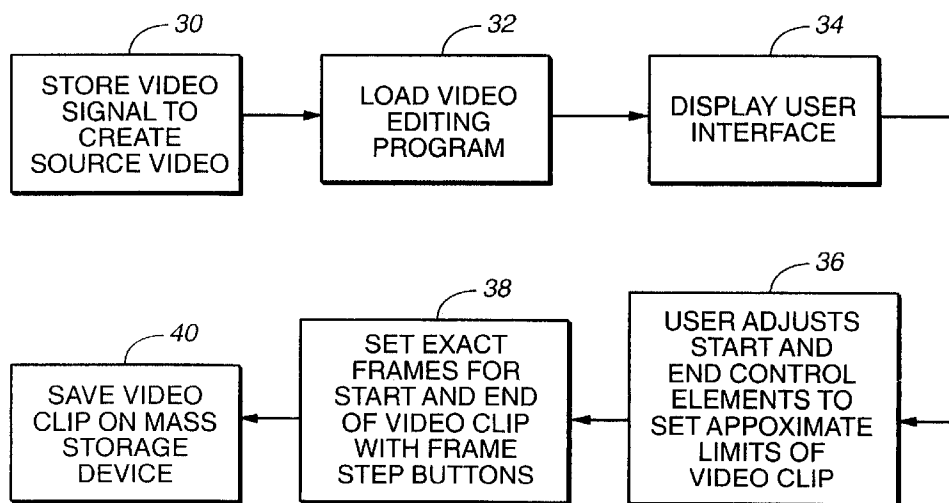 30
STORE VIDEO
SIGNAL TO
CREATE
SOURCE VIDEO
32
LOAD VIDEO
EDITING
PROGRAM
34
DISPLAY USER
INTERFACE
36
USER ADJUSTS
START AND
END CONTROL
ELEMENTS TO
SET APPOXIMATE
LIMITS OF
VIDEO CLIP
38
SET EXACT
FRAMES FOR
START AND END
OF VIDEO CLIP
WITH FRAME
STEP BUTTONS
40
SAVE VIDEO
CLIP ON MASS
STORAGE
DEVICE